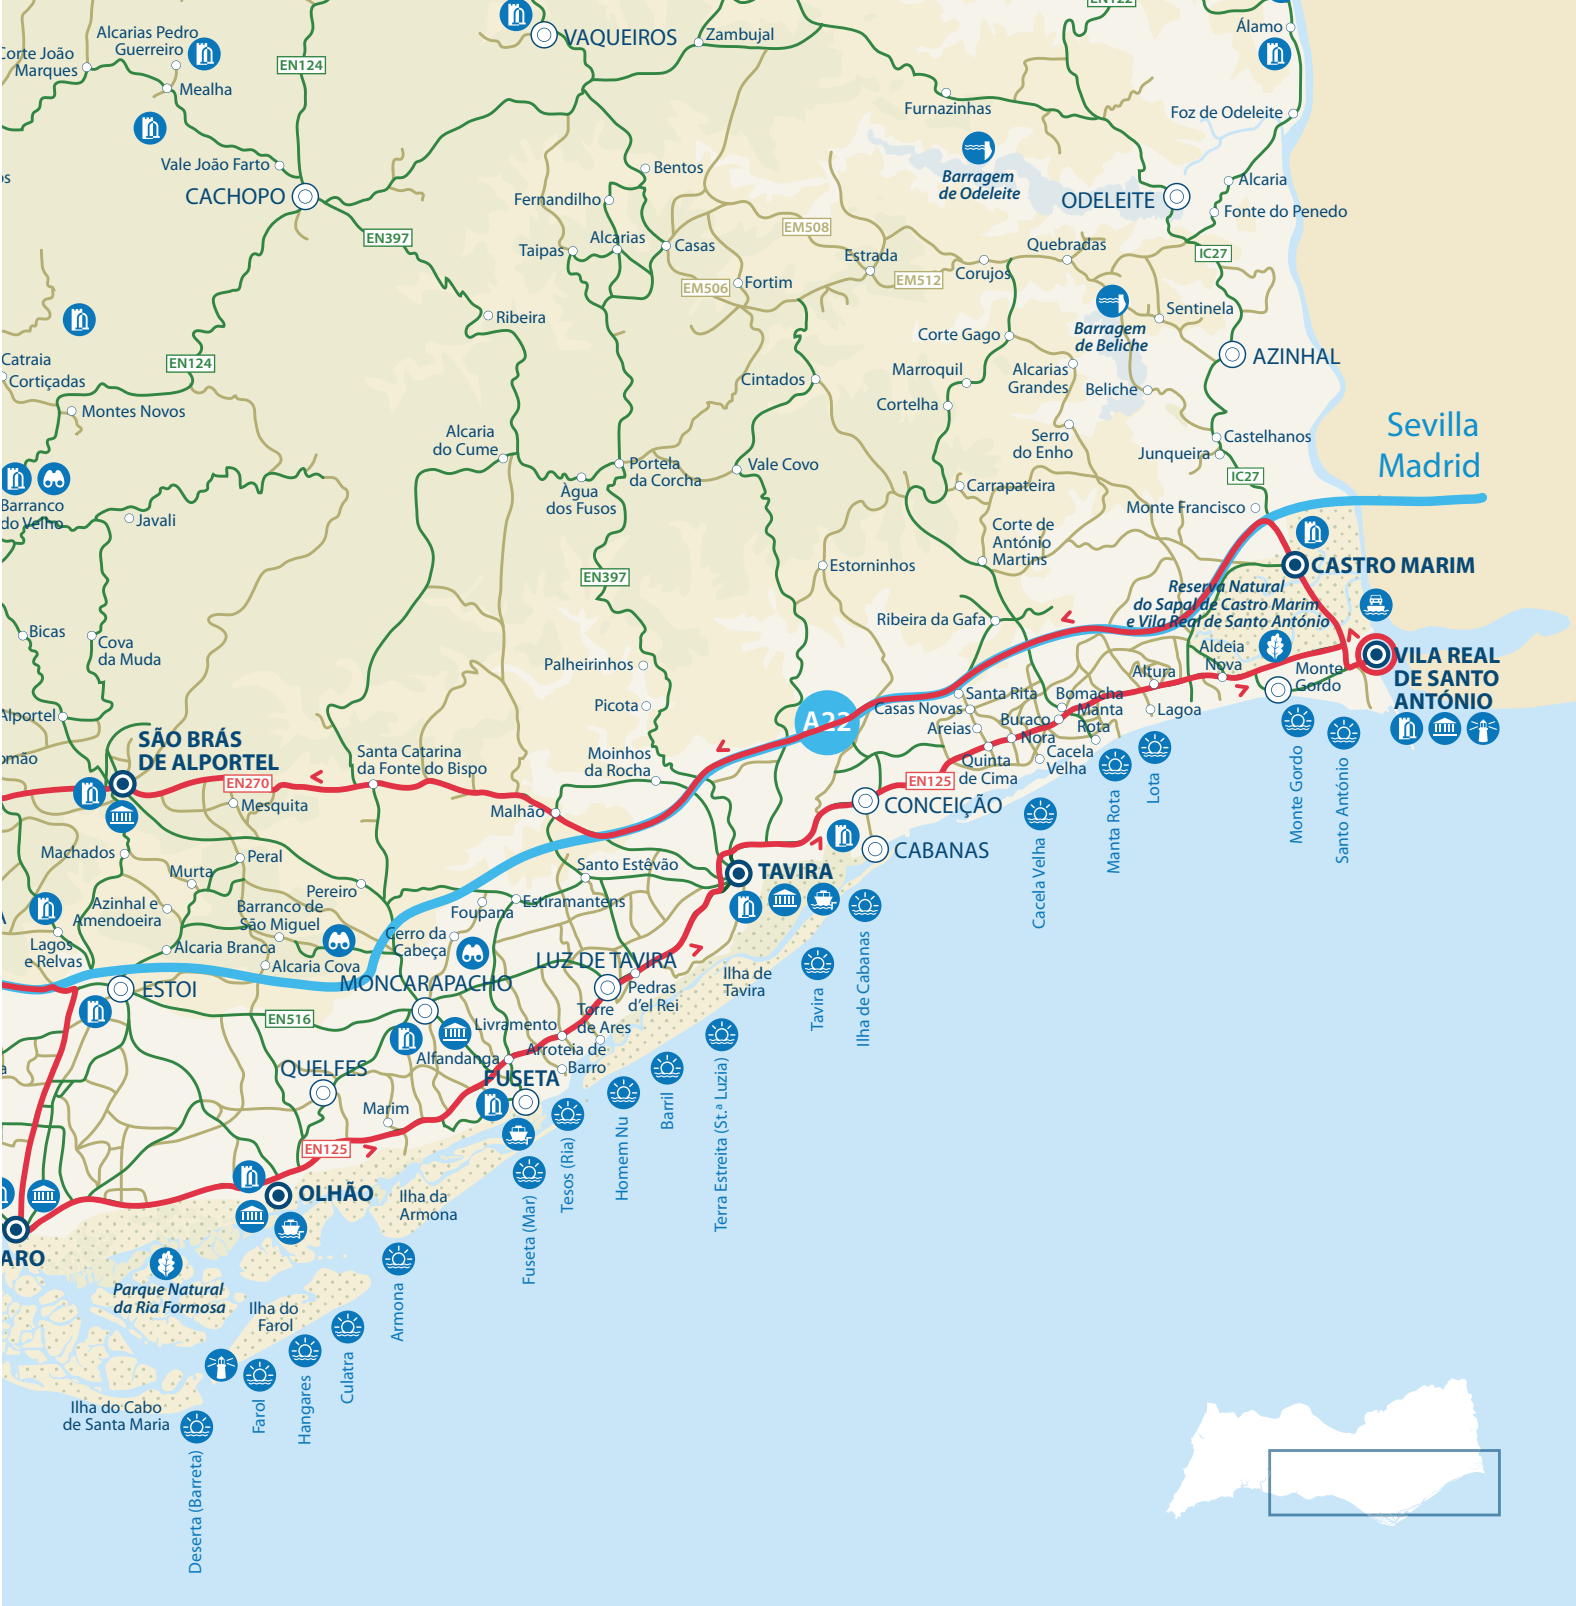 EN122
Alcarias Pedro
Guerreiro
Corte João
Marques
Mealha
EN124
VAQUEIROS
Zambujal
Álamo
Furnazinhas
Foz de Odeleite
Vale João Farto
CACHOPO
Bentos
Fernandilho
Barragem
de Odeleite
ODELEITE
Alcaria
Fonte do Penedo
EN397
Taipas
Alcarias
Casas
EM508
Estrada
Quebradas
Corujos
IC27
EM506
Fortim
EM512
Ribeira
Sentinela
Barragem
de Beliche
Corte Gago
AZINHAL
EN124
Catraia
Cortiçadas
Montes Novos
Cintados
Marroquil
Alcarias
Grandes
Beliche
Cortelha
Sevilla
Madrid
Alcaria
do Cume
Serro
do Enho
Castelhanos
Junqueira
Portela
da Corcha
Vale Covo
IC27
Àgua
dos Fusos
Carrapateira
Monte Francisco
Barranco
do Velho
Javali
Corte de
António
Martins
Estorninhos
CASTRO MARIM
EN397
Reserva Natural
do Sapal de Castro Marim
e Vila Real de Santo António
Ribeira da Gafa
Bicas
Cova
da Muda
Aldeia
Nova
Palheirinhos
Altura
Monte
Gordo
VILA REAL
DE SANTO
ANTÓNIO
Santa Rita
Bomacha
Picota
Casas Novas
Manta
Rota
Lagoa
Alportel
A22
Areias
Buraco
Nora
SÃO BRÁS
DE ALPORTEL
Santa Catarina
da Fonte do Bispo
Moinhos
da Rocha
Quinta
de Cima
Cacela
Velha
EN270
EN125
Mesquita
Malhão
CONCEIÇÃO
Monte Gordo
Santo António
Lota
Manta Rota
Cacela Velha
Machados
Peral
CABANAS
Murta
Santo Estêvão
TAVIRA
Pereiro
Azinhal e
Amendoeira
Barranco de
São Miguel
Foupana
Estiramantens
Lagos
e Relvas
Alcaria Branca
Cerro da
Cabeça
Alcaria Cova
LUZ DE TAVIRA
Ilha de
Tavira
ESTOI
MONCARAPACHO
Pedras
d'el Rei
Tavira
Ilha de Cabanas
EN516
Livramento
Torre
de Ares
Alfandanga
Arroteia de
Barro
QUELFES
FUSETA
Marim
EN125
Terra Estreita (St.ª Luzia)
Barril
Homem Nu
Tesos (Ria)
Fuseta (Mar)
OLHÃO
Ilha da
Armona
ARO
Parque Natural
da Ria Formosa
Ilha do
Farol
Armona
Culatra
Hangares
Farol
Ilha do Cabo
de Santa Maria
Deserta (Barreta)